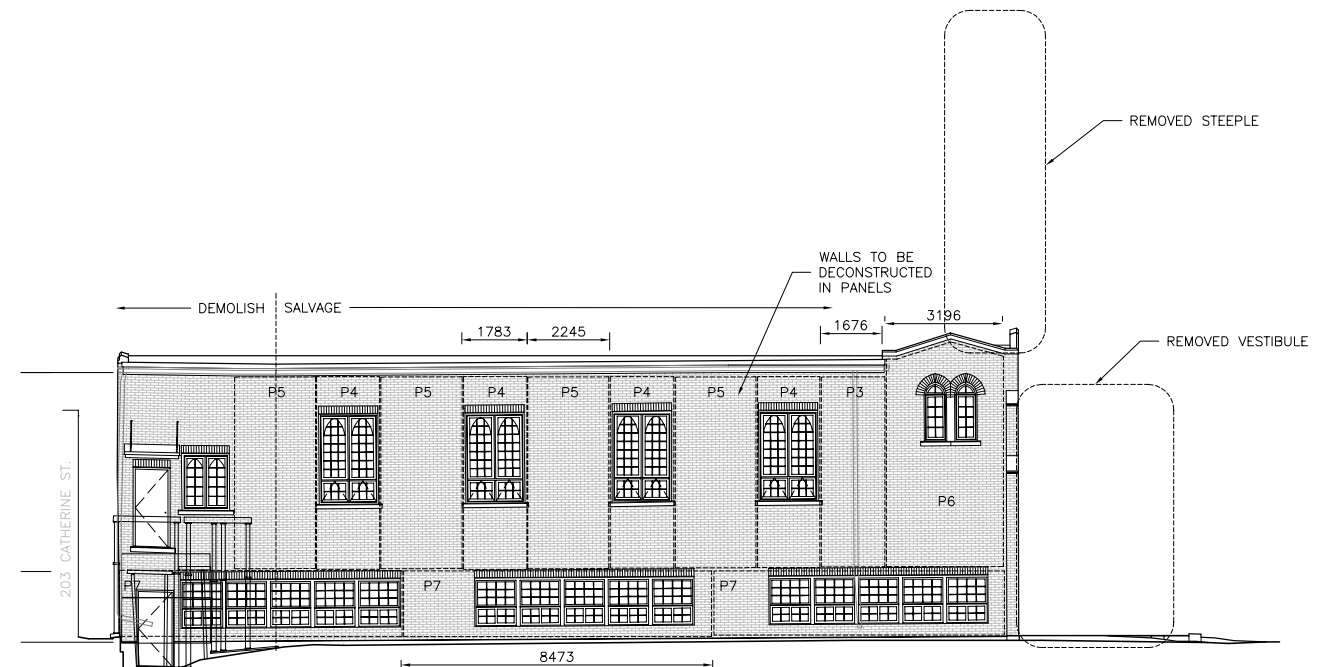 REMOVED STEEPLE
WALLS TO BE
DECONSTRUCTED
IN PANELS
DEMOLISH
SALVAGE
1783
2245
1676
3196
REMOVED VESTIBULE
P5
P4
P5
P4
P5
P4
P5
P4
P3
P6
203 CATHERINE ST.
P7
P7
P7
8473